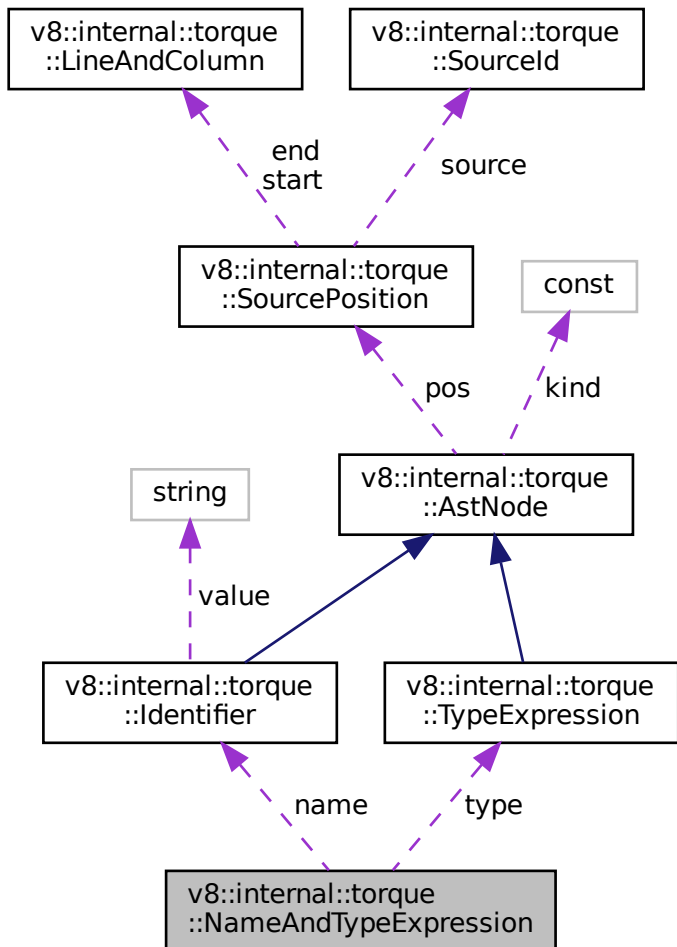 v8::internal::torque
::LineAndColumn
v8::internal::torque
::SourceId
end
start
source
v8::internal::torque
::SourcePosition
const
pos
kind
v8::internal::torque
::AstNode
string
value
v8::internal::torque
::Identifier
v8::internal::torque
::TypeExpression
name
type
v8::internal::torque
::NameAndTypeExpression